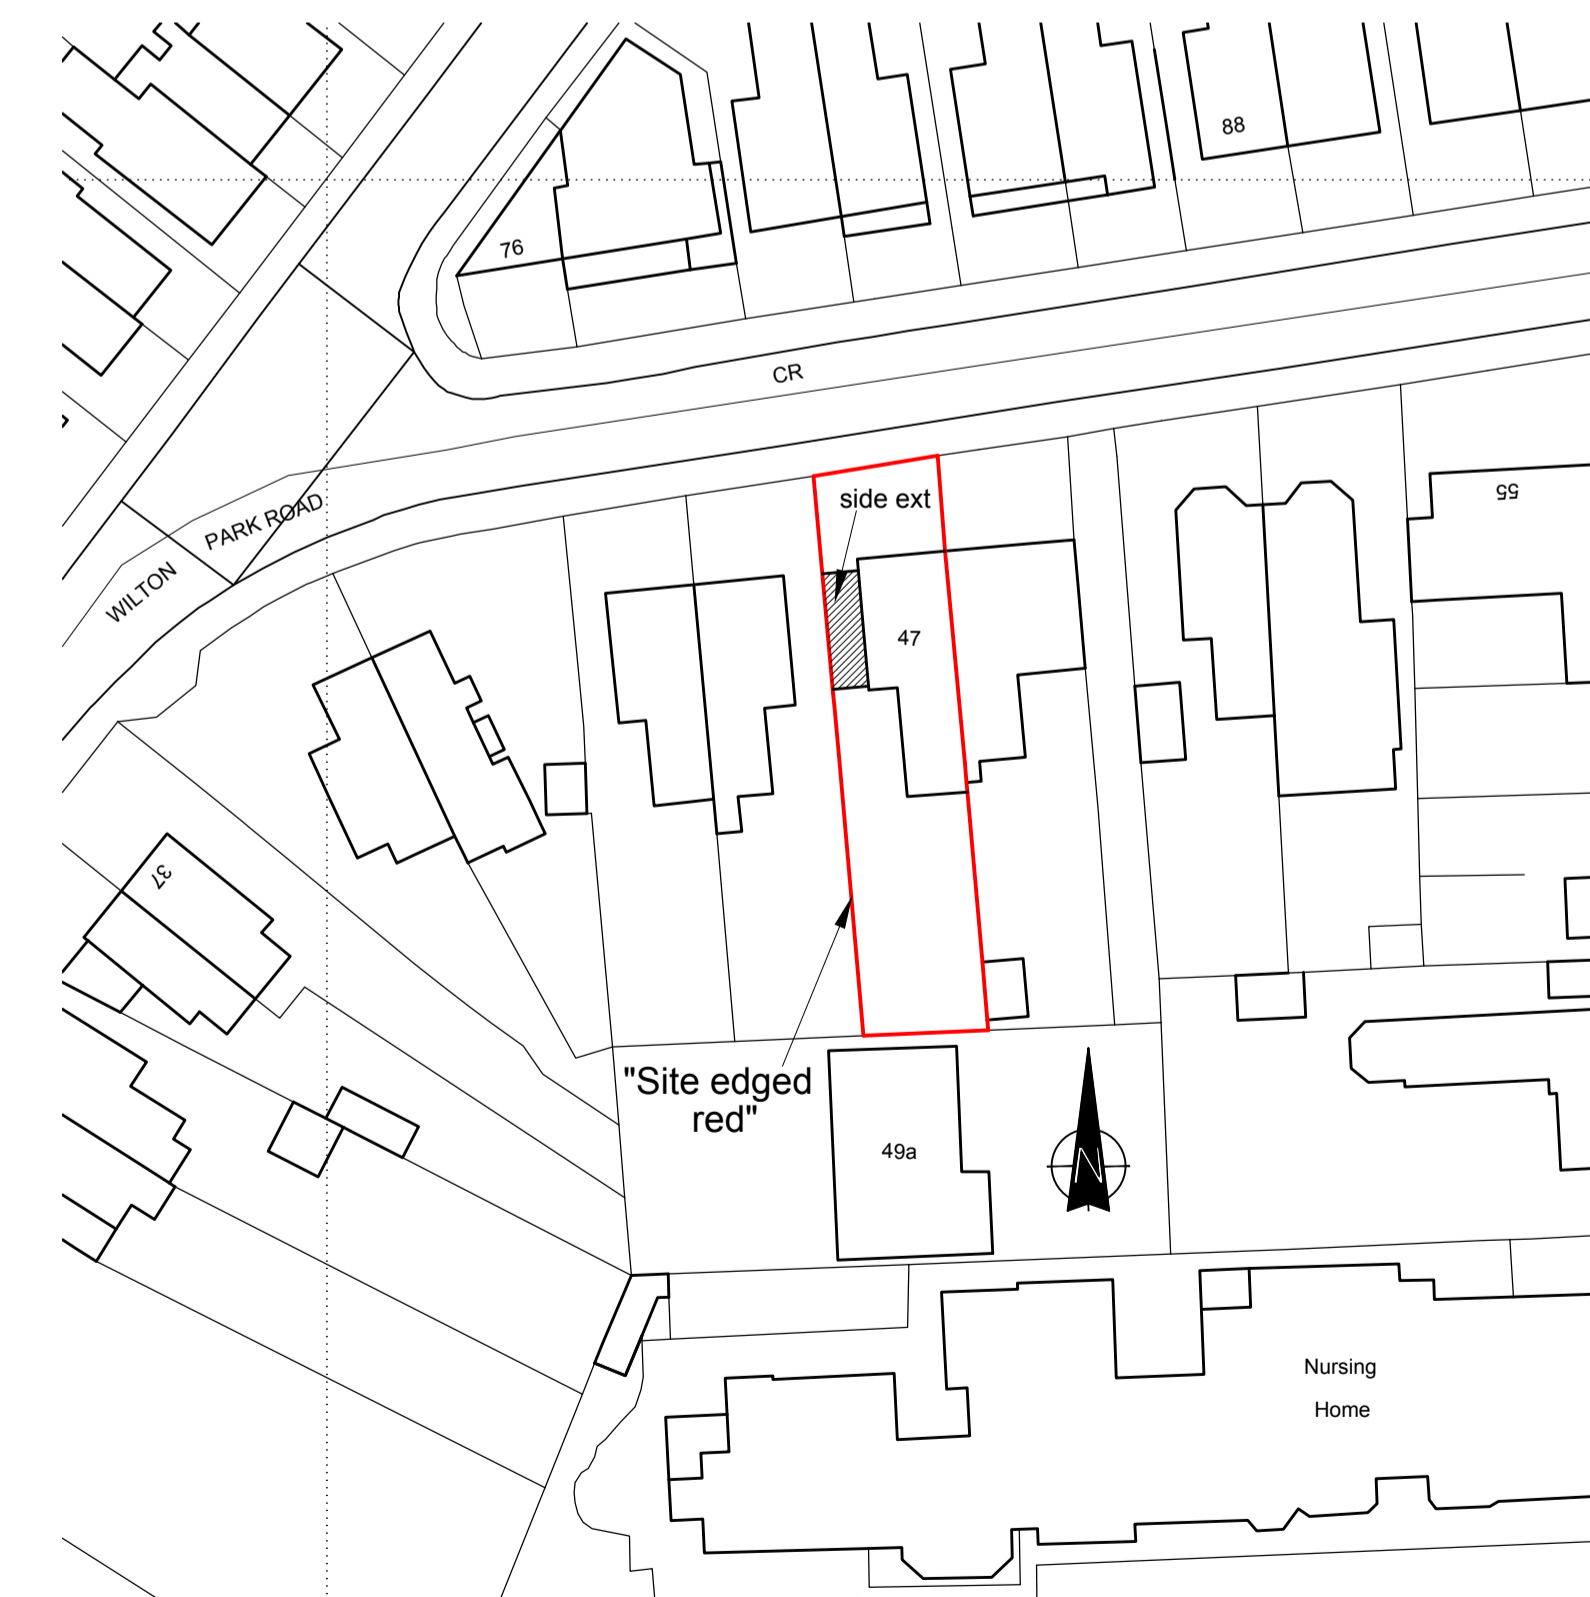 88
76
CR
PARK ROAD
WILTON
side ext
55
47
37
"Site edged
red"
49a
N
Nursing
Home